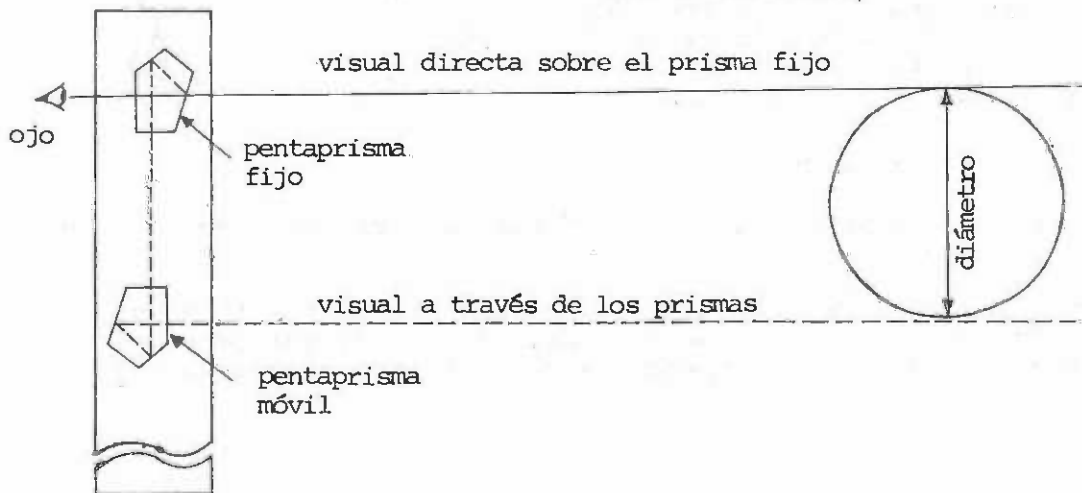 visual directa sobre el prisma fijo
ojo
pentaprisma
fijo
diámetro
visual a través de los prismas
pentaprisma
móvil